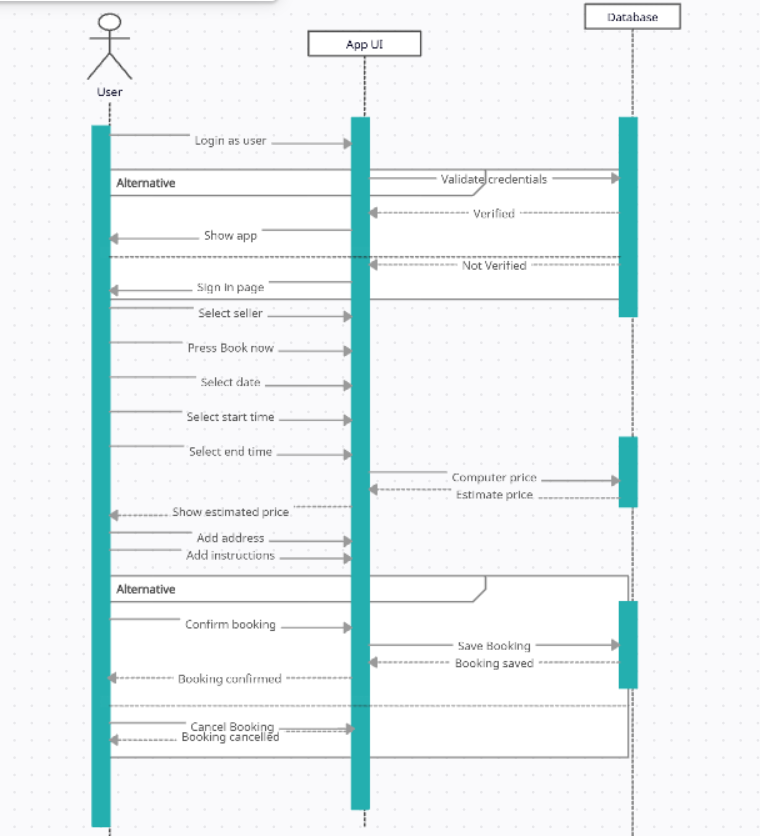 Database
App UI
User
Login as user
Alternative
Validate credentials
Verified
Show app
Not Verified
Sign in page
Select seller
Press Book now
Select date
Select start time
Select end time
Computer price
Estimate price
Show estimated price
Add address
Add instructions
Alternative
Confirm booking
Save Booking
Booking saved
Booking confirmed
Cancel Booking
Booking cancelled